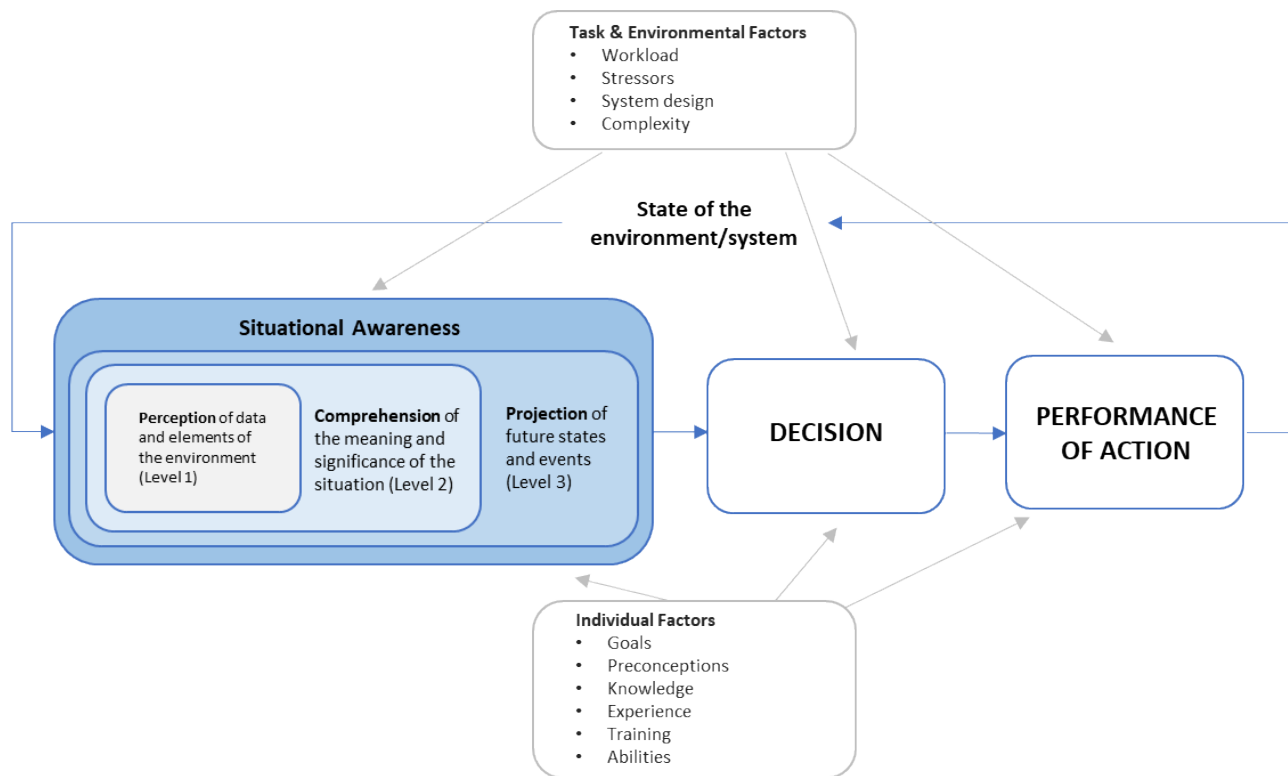 Task & Environmental Factors
• Workload
• Stressors
• System design
• Complexity
State of the
environment/system
Situational Awareness
Perception of data
and elements of
the environment
(Level 1)
Comprehension of
the meaning and
significance of the
situation (Level 2)
Projection of
future states
and events
(Level 3)
DECISION
PERFORMANCE
OF ACTION
Individual Factors
• Goals
• Preconceptions
• Knowledge
• Experience
• Training
• Abilities